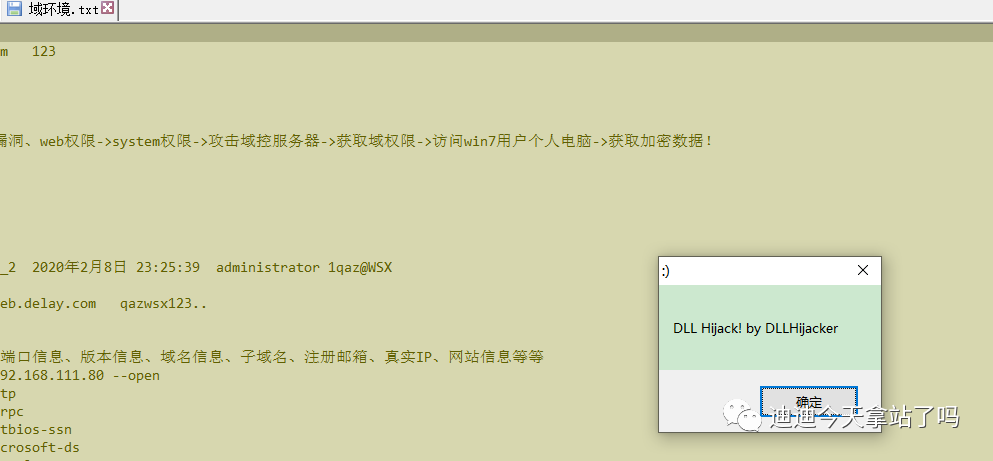 域环境.txt
m 123
漏洞、web权限->system权限->攻击域控服务器->获取域权限->访问win7用户个人电脑->获取加密数据!
_2 2020年2月8日 23:25:39 administrator 1qaz@WSX
eb.delay.com qazwsx123..
端口信息、版本信息、域名信息、子域名、注册邮箱、真实IP、网站信息等等
92.168.111.80 --open
tp
rpc
tbios-ssn
crosoft-ds
:)
DLL Hijack! by DLLHijacker
确定
迪迪今天拿站了吗